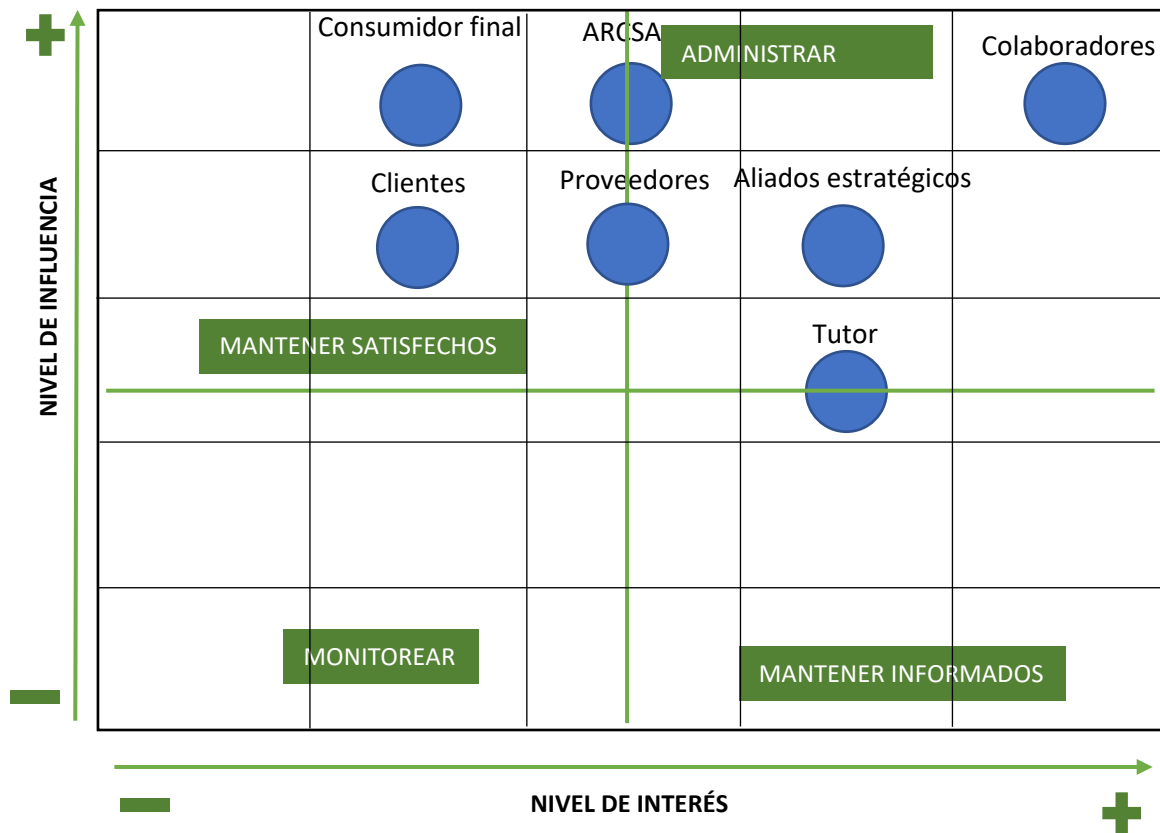 Consumidor final
ARCSA
ADMINISTRAR
Colaboradores
Clientes
Proveedores
Aliados estratégicos
NIVEL DE INFLUENCIA
MANTENER SATISFECHOS
Tutor
MONITOREAR
MANTENER INFORMADOS
NIVEL DE INTERÉS